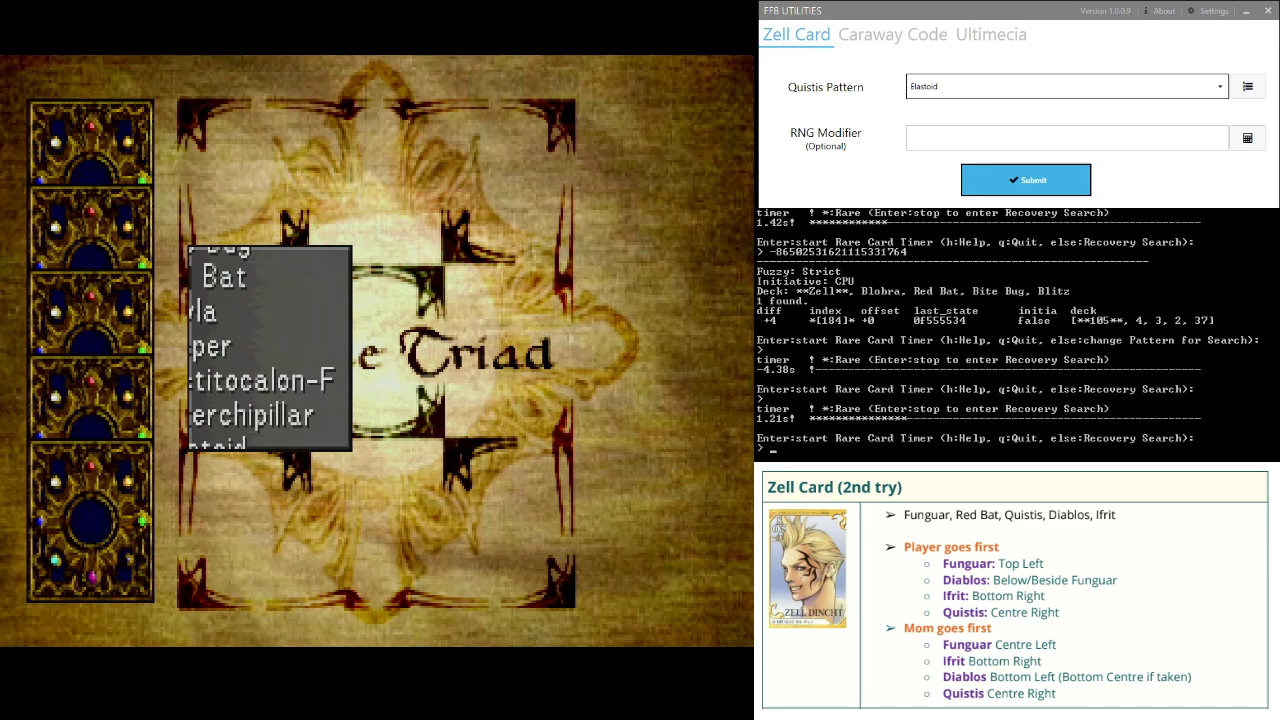 Bug
Bat
la
per
titocalon-F
erchipillar
e Triad
FF8 UTILITIES
Version 1.0.0.9
About
Settings
Zell Card Caraway Code Ultimecia
Quistis Pattern
Elastoid
RNG Modifier
(Optional)
Submit
timer ! *:Rare (Enter:stop to enter Recovery Search)
1.42s! ************------------------------------------------------
Enter:start Rare Card Timer (h:Help, q:Quit, else:Recovery Search):
> -86502531621115331764
------------------------------------------------------------
Fuzzy: Strict
Initiative: CPU
Deck: **Zell**, Blobra, Red Bat, Bite Bug, Blitz
1 found.
diff index offset last_state initia deck
+4 *[184]* +0 0f555534 false [**105**, 4, 3, 2, 37]
Enter:start Rare Card Timer (h:Help, q:Quit, else:change Pattern for Search):
>
timer ! *:Rare (Enter:stop to enter Recovery Search)
-4.38s !------------------------------------------------------------
Enter:start Rare Card Timer (h:Help, q:Quit, else:Recovery Search):
>
timer ! *:Rare (Enter:stop to enter Recovery Search)
1.21s! ***************---------------------------------------------
Enter:start Rare Card Timer (h:Help, q:Quit, else:Recovery Search):
> _
Zell Card (2nd try)
ZELL DINCHT
➢ Funguar, Red Bat, Quistis, Diablos, Ifrit
➢ Player goes first
○ Funguar: Top Left
○ Diablos: Below/Beside Funguar
○ Ifrit: Bottom Right
○ Quistis: Centre Right
➢ Mom goes first
○ Funguar Centre Left
○ Ifrit Bottom Right
○ Diablos Bottom Left (Bottom Centre if taken)
○ Quistis Centre Right